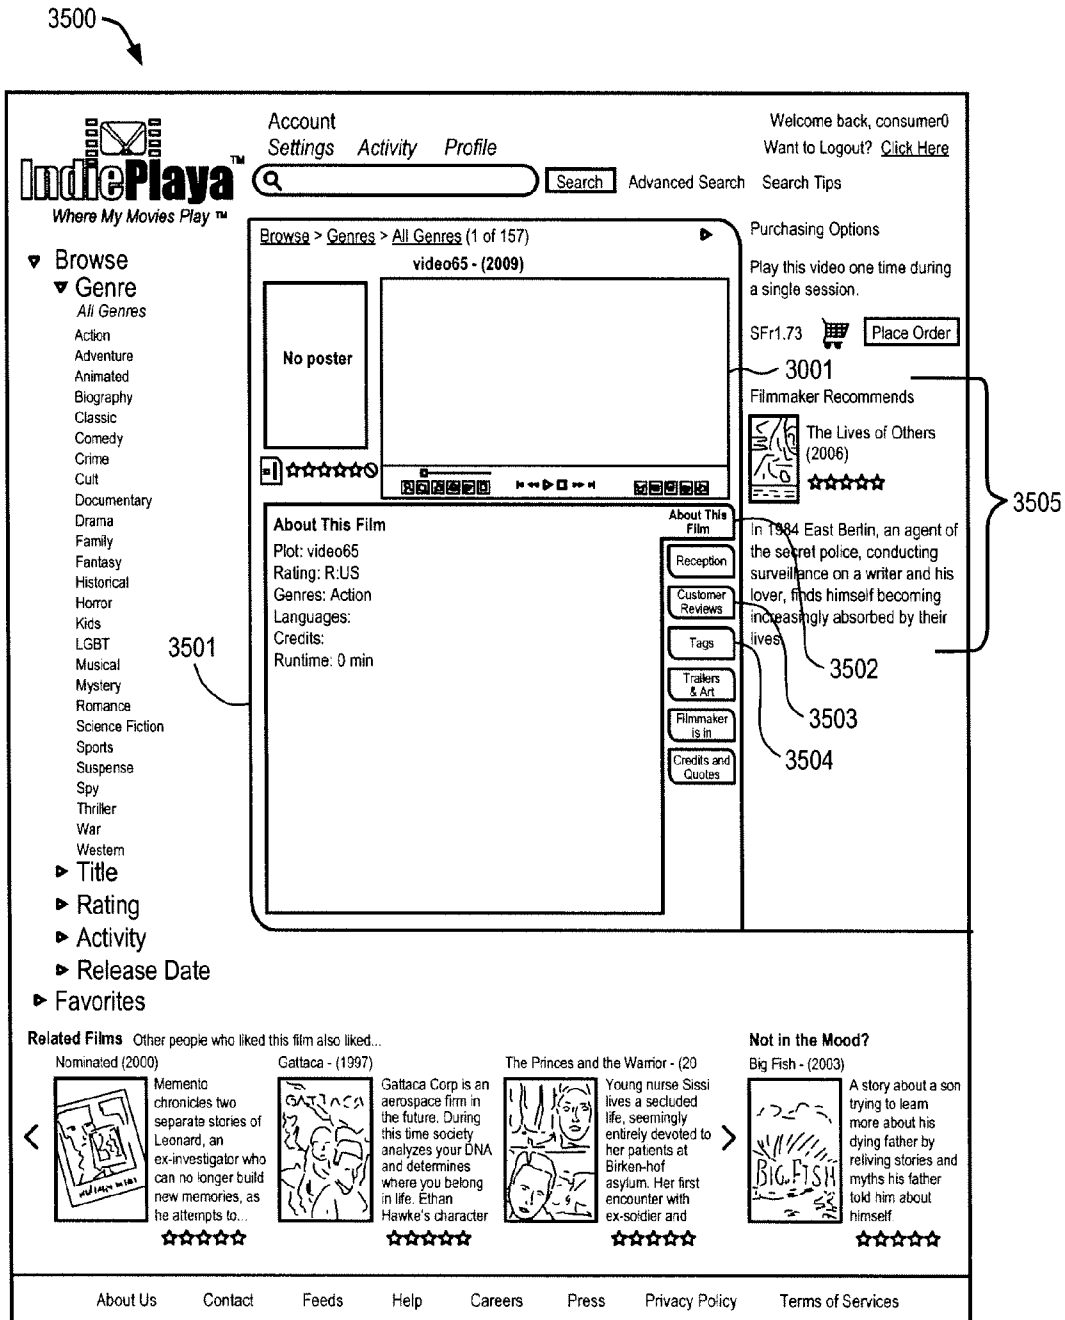 3500
IndiePlaya™
Where My Movies Play ™
Account
Settings Activity Profile
Welcome back, consumer0
Want to Logout? Click Here
Search Advanced Search Search Tips
Browse > Genres > All Genres (1 of 157)
video65 - (2009)
No poster
Purchasing Options
Play this video one time during
a single session.
SFr1.73 Place Order
3001
Filmmaker Recommends
The Lives of Others
(2006)
3505
In 1984 East Berlin, an agent of
the secret police, conducting
surveillance on a writer and his
lover, finds himself becoming
increasingly absorbed by their
lives.
Browse
Genre
All Genres
Action
Adventure
Animated
Biography
Classic
Comedy
Crime
Cult
Documentary
Drama
Family
Fantasy
Historical
Horror
Kids
LGBT
Musical
Mystery
Romance
Science Fiction
Sports
Suspense
Spy
Thriller
War
Western
Title
Rating
Activity
Release Date
Favorites
3501
About This Film
Plot: video65
Rating: R:US
Genres: Action
Languages:
Credits:
Runtime: 0 min
About This
Film
Reception
Customer
Reviews
Tags
Trailers
& Art
Filmmaker
is in
Credits and
Quotes
3502
3503
3504
Related Films Other people who liked this film also liked...
Nominated (2000)
Memento
chronicles two
separate stories of
Leonard, an
ex-investigator who
can no longer build
new memories, as
he attempts to...
Gattaca - (1997)
GATTACA
Gattaca Corp is an
aerospace firm in
the future. During
this time society
analyzes your DNA
and determines
where you belong
in life. Ethan
Hawke's character
The Princes and the Warrior - (20
Young nurse Sissi
lives a secluded
life, seemingly
entirely devoted to
her patients at
Birken-hof
asylum. Her first
encounter with
ex-soldier and
Not in the Mood?
Big Fish - (2003)
BIG FISH
A story about a son
trying to learn
more about his
dying father by
reliving stories and
myths his father
told him about
himself.
About Us Contact Feeds Help Careers Press Privacy Policy Terms of Services